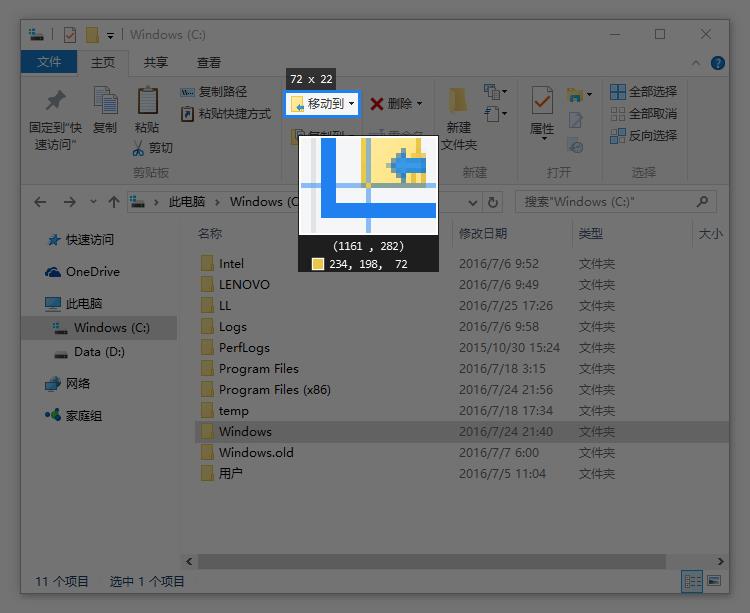 Windows (C:)
文件 主页 共享 查看
72 x 22
固定到"快速访问"
复制
粘贴
复制路径
粘贴快捷方式
剪切
剪贴板
移动到
删除
新建文件夹
新建
属性
打开
全部选择
全部取消
反向选择
选择
此电脑 Windows (C
搜索"Windows (C:)"
(1161 , 282)
234, 198, 72
快速访问
OneDrive
此电脑
Windows (C:)
Data (D:)
网络
家庭组
名称 修改日期 类型 大小
Intel 2016/7/6 9:52 文件夹
LENOVO 2016/7/6 9:49 文件夹
LL 2016/7/25 17:26 文件夹
Logs 2016/7/6 9:58 文件夹
PerfLogs 2015/10/30 15:24 文件夹
Program Files 2016/7/18 3:15 文件夹
Program Files (x86) 2016/7/24 21:56 文件夹
temp 2016/7/18 17:34 文件夹
Windows 2016/7/24 21:40 文件夹
Windows.old 2016/7/7 6:00 文件夹
用户 2016/7/5 11:04 文件夹
11 个项目 选中 1 个项目